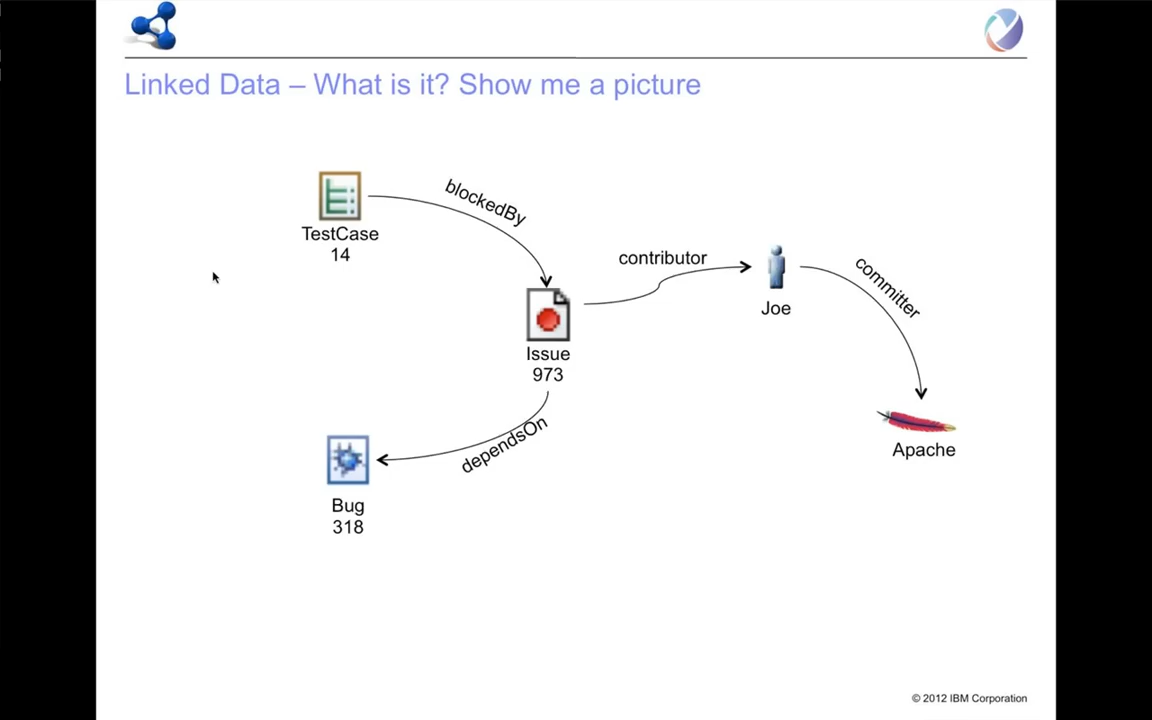 Linked Data – What is it? Show me a picture
blockedBy
TestCase
14
contributor
committer
Joe
Issue
973
dependsOn
Apache
Bug
318
© 2012 IBM Corporation